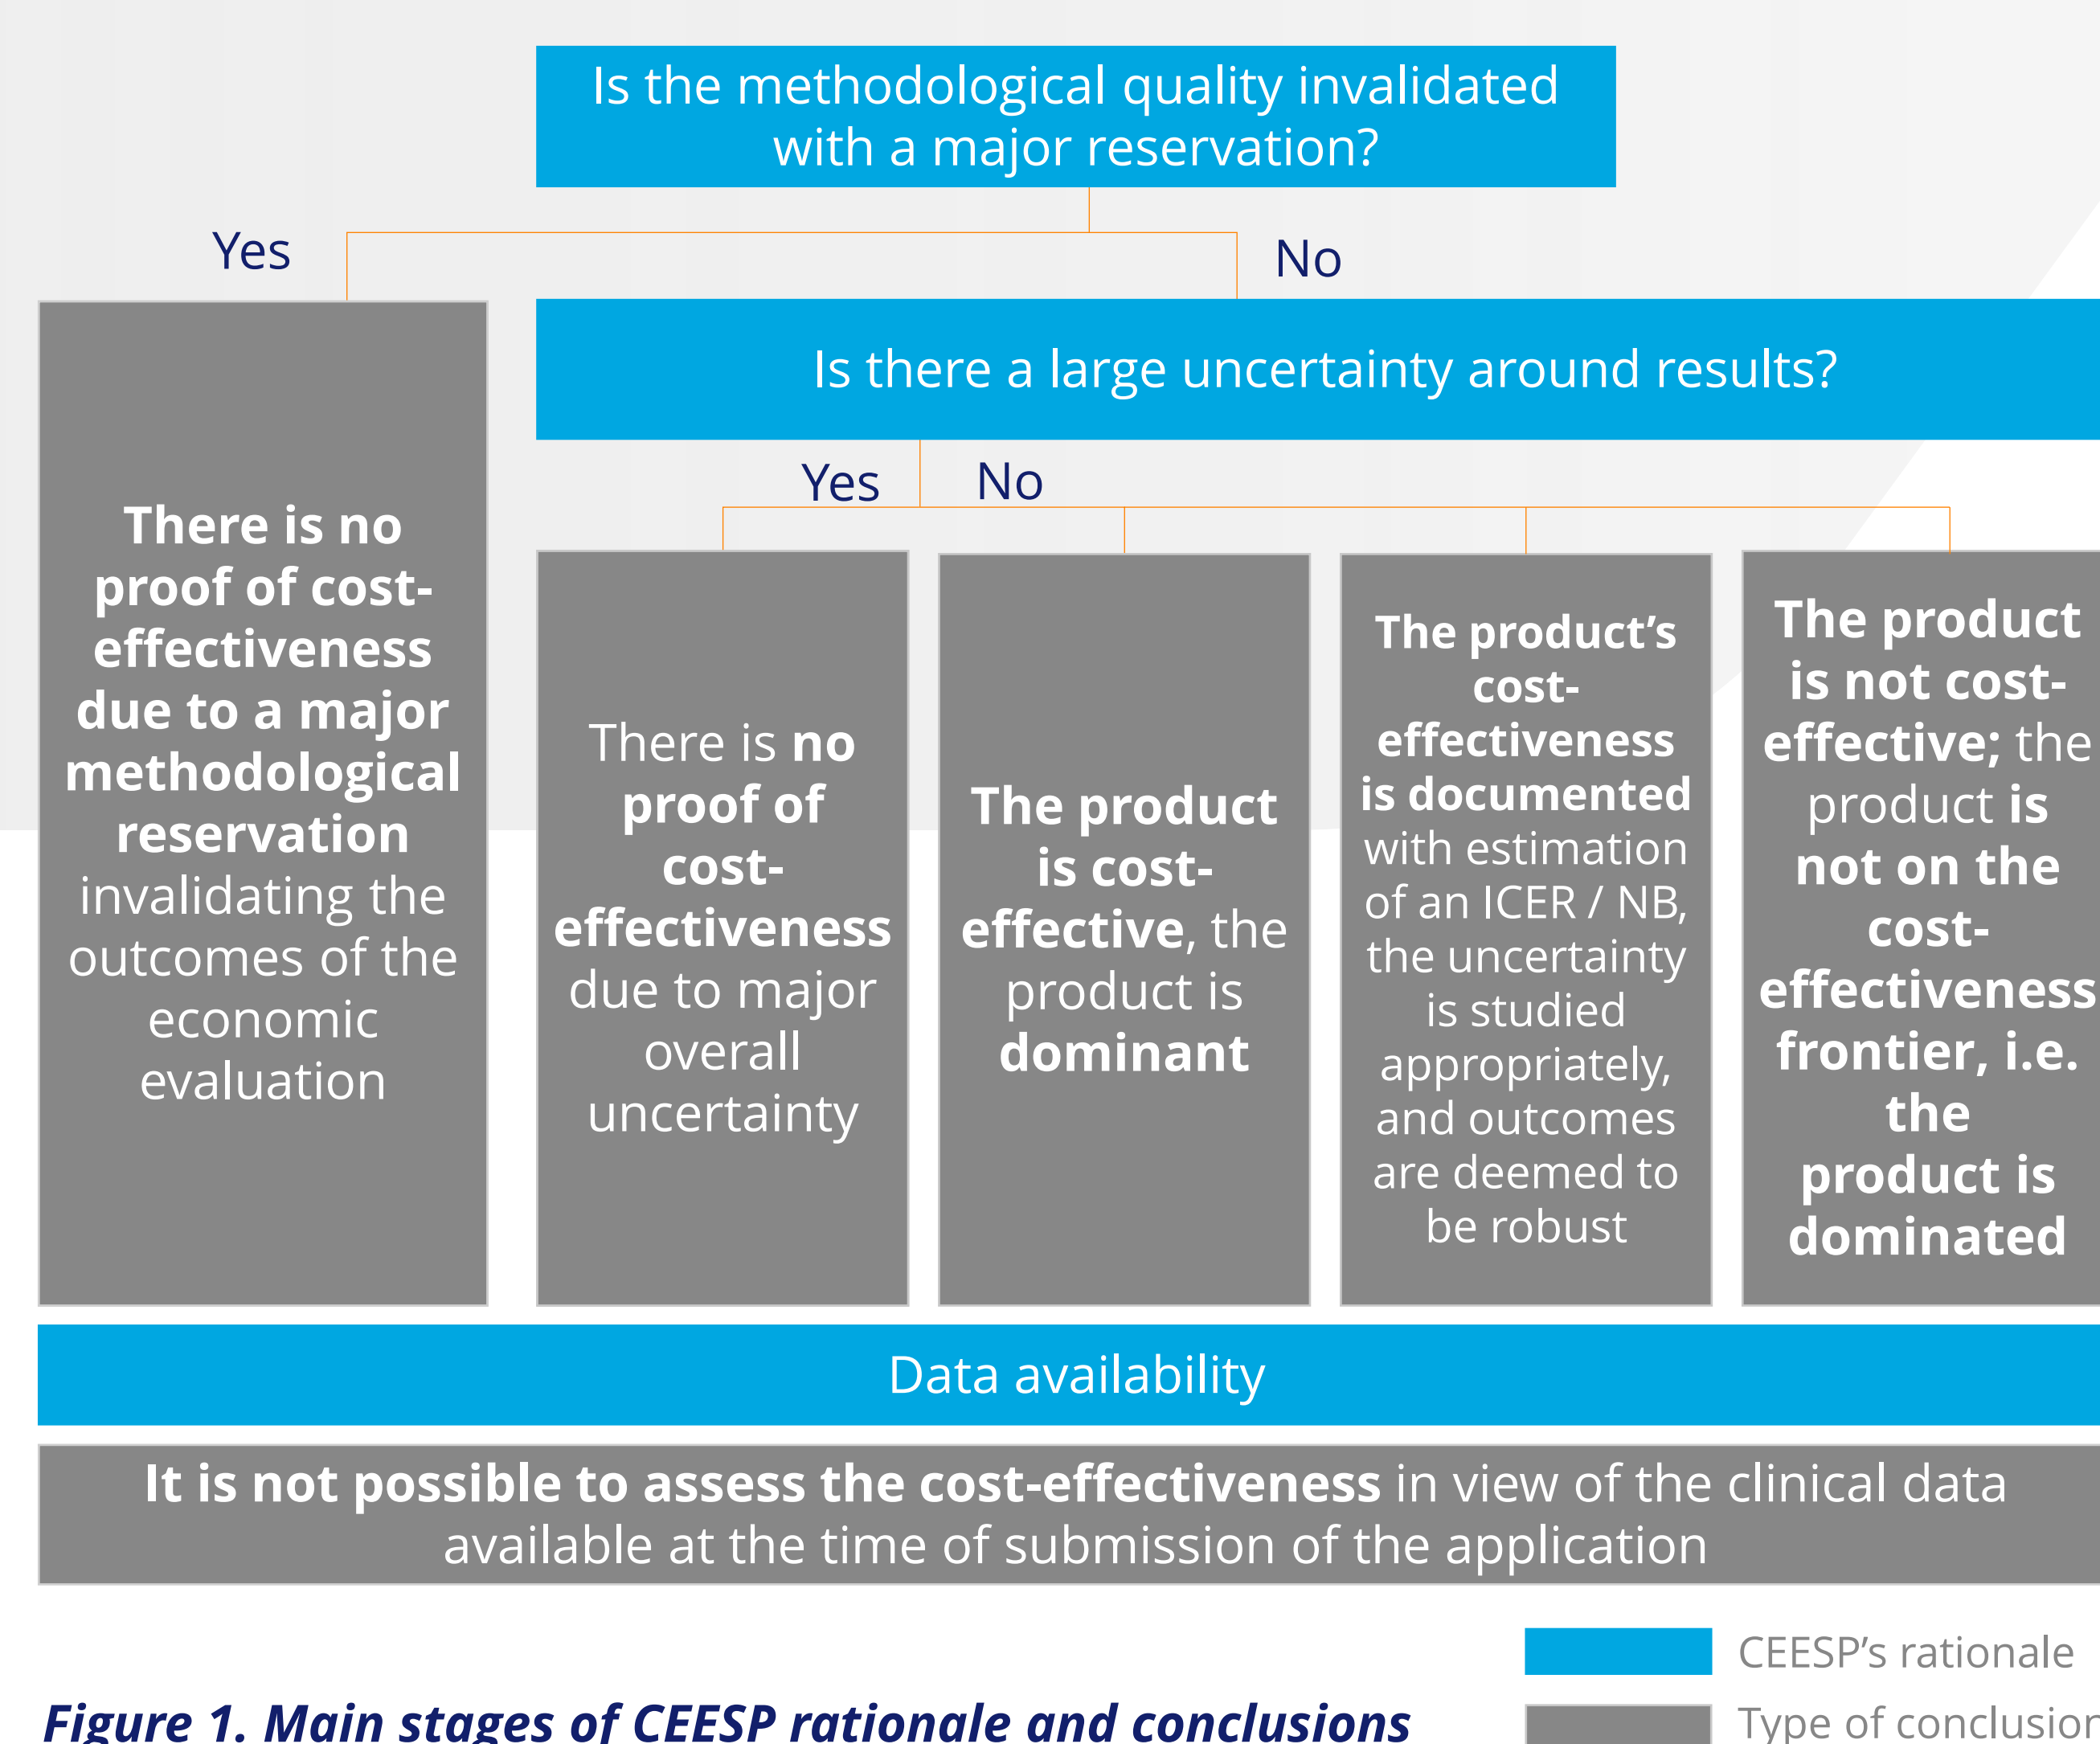 Is the methodological quality invalidated
with a major reservation?
Yes
No
Is there a large uncertainty around results?
Yes
No
There is no
proof of cost-
effectiveness
due to a major
methodological
reservation
invalidating the
outcomes of the
economic
evaluation
There is no
proof of
cost-
effectiveness
due to major
overall
uncertainty
The product
is cost-
effective, the
product is
dominant
The product’s
cost-
effectiveness
is documented
with estimation
of an ICER / NB,
the uncertainty
is studied
appropriately,
and outcomes
are deemed to
be robust
The product
is not cost-
effective; the
product is
not on the
cost-
effectiveness
frontier, i.e.
the
product is
dominated
Data availability
It is not possible to assess the cost-effectiveness in view of the clinical data
available at the time of submission of the application
CEESP’s rationale
Type of conclusion
Figure 1. Main stages of CEESP rationale and conclusions